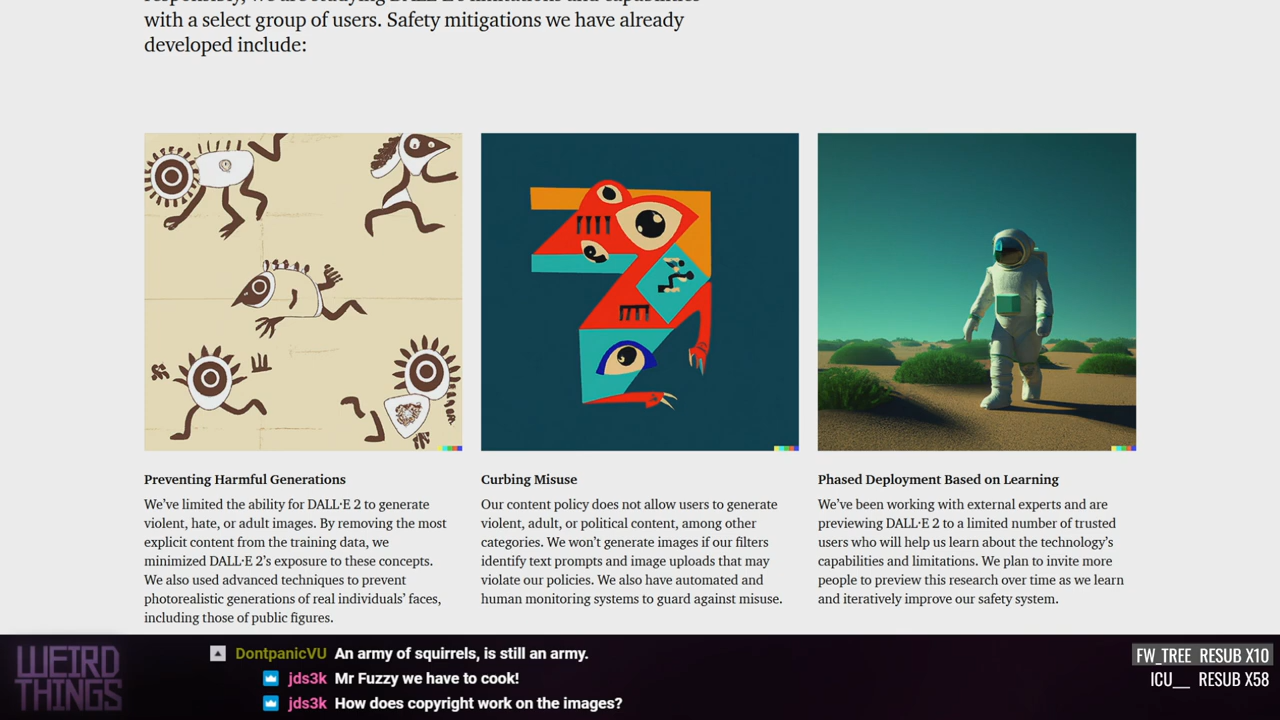 with a select group of users. Safety mitigations we have already
developed include:
Preventing Harmful Generations
We've limited the ability for DALL·E 2 to generate
violent, hate, or adult images. By removing the most
explicit content from the training data, we
minimized DALL·E 2's exposure to these concepts.
We also used advanced techniques to prevent
photorealistic generations of real individuals' faces,
including those of public figures.
Curbing Misuse
Our content policy does not allow users to generate
violent, adult, or political content, among other
categories. We won't generate images if our filters
identify text prompts and image uploads that may
violate our policies. We also have automated and
human monitoring systems to guard against misuse.
Phased Deployment Based on Learning
We've been working with external experts and are
previewing DALL·E 2 to a limited number of trusted
users who will help us learn about the technology's
capabilities and limitations. We plan to invite more
people to preview this research over time as we learn
and iteratively improve our safety system.
WEIRD
THINGS
DontpanicVU An army of squirrels, is still an army.
jds3k Mr Fuzzy we have to cook!
jds3k How does copyright work on the images?
FW_TREE RESUB X10
ICU__ RESUB X58